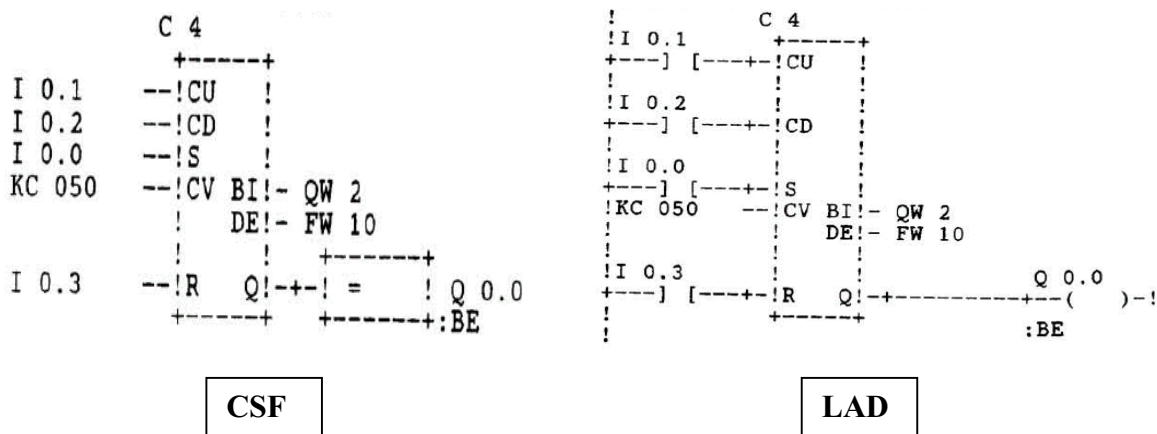 C 4
+------+
I 0.1 --!CU !
I 0.2 --!CD !
I 0.0 --!S !
KC 050 --!CV BI!- QW 2
! DE!- FW 10
! ! +------+
I 0.3 --!R Q!-+-! = ! Q 0.0
+------+ +------+:BE
CSF
! C 4
!I 0.1 +------+
+---] [---+-!CU !
! ! !
!I 0.2 ! !
+---] [---+-!CD !
! ! !
!I 0.0 ! !
+---] [---+-!S !
!KC 050 --!CV BI!- QW 2
! ! DE!- FW 10
! ! !
!I 0.3 ! ! Q 0.0
+---] [---+-!R Q!-+-----------+--( )-!
! +------+ :BE
!
LAD